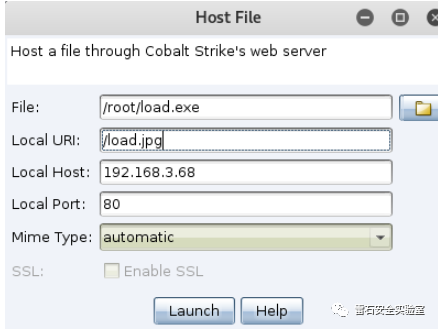 Host File
Host a file through Cobalt Strike's web server
File: /root/load.exe
Local URI: /load.jpg
Local Host: 192.168.3.68
Local Port: 80
Mime Type: automatic
SSL: Enable SSL
Launch Help
雷石安全实验室